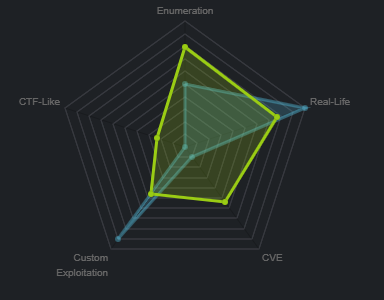 Enumeration
CTF-Like
Real-Life
Custom
Exploitation
CVE